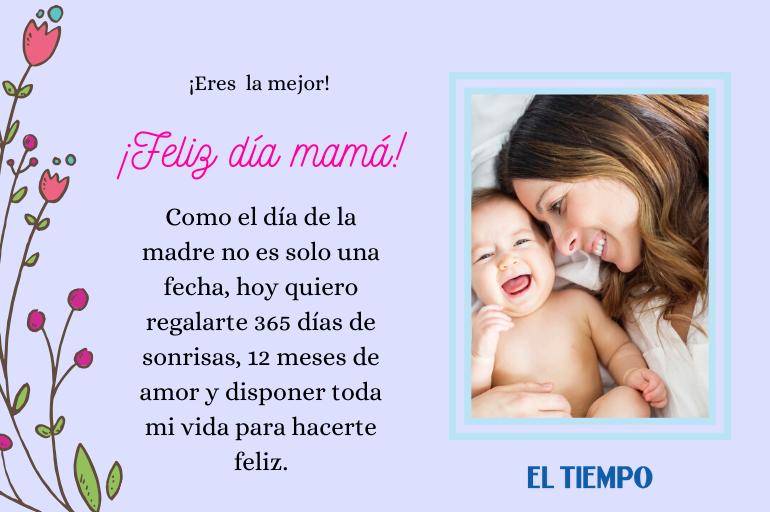 ¡Eres la mejor!
¡Feliz día mamá!
Como el día de la
madre no es solo una
fecha, hoy quiero
regalarte 365 días de
sonrisas, 12 meses de
amor y disponer toda
mi vida para hacerte
feliz.
EL TIEMPO